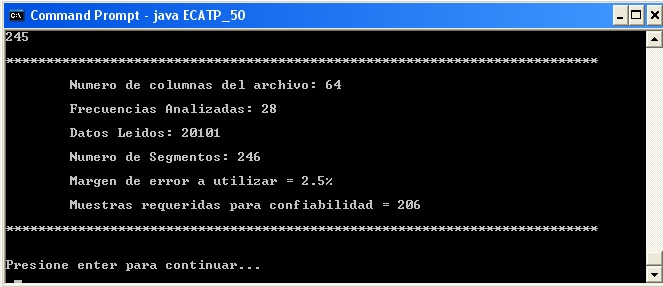 Command Prompt - java ECATP_50
245
**************************************************************************
Numero de columnas del archivo: 64
Frecuencias Analizadas: 28
Datos Leidos: 20101
Numero de Segmentos: 246
Margen de error a utilizar = 2.5%
Muestras requeridas para confiabilidad = 206
**************************************************************************
Presione enter para continuar...